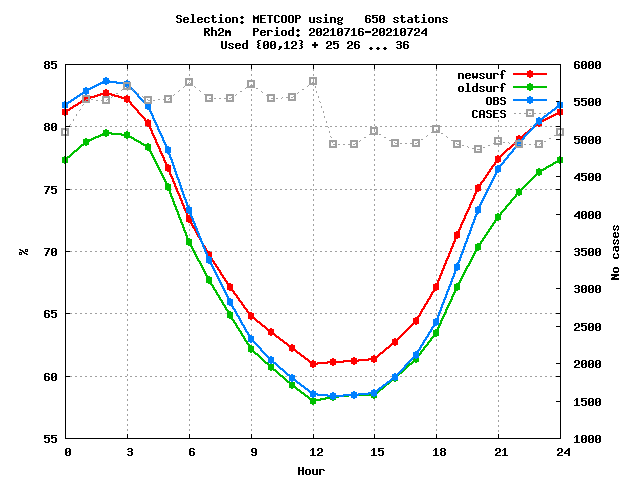 Selection: METCOOP using   650 stations
Rh2m   Period: 20210716-20210724
Used {00,12} + 25 26 ... 36
newsurf
oldsurf
OBS
CASES
85
80
75
70
65
60
55
%
6000
5500
5000
4500
4000
3500
3000
2500
2000
1500
1000
No cases
0 3 6 9 12 15 18 21 24
Hour